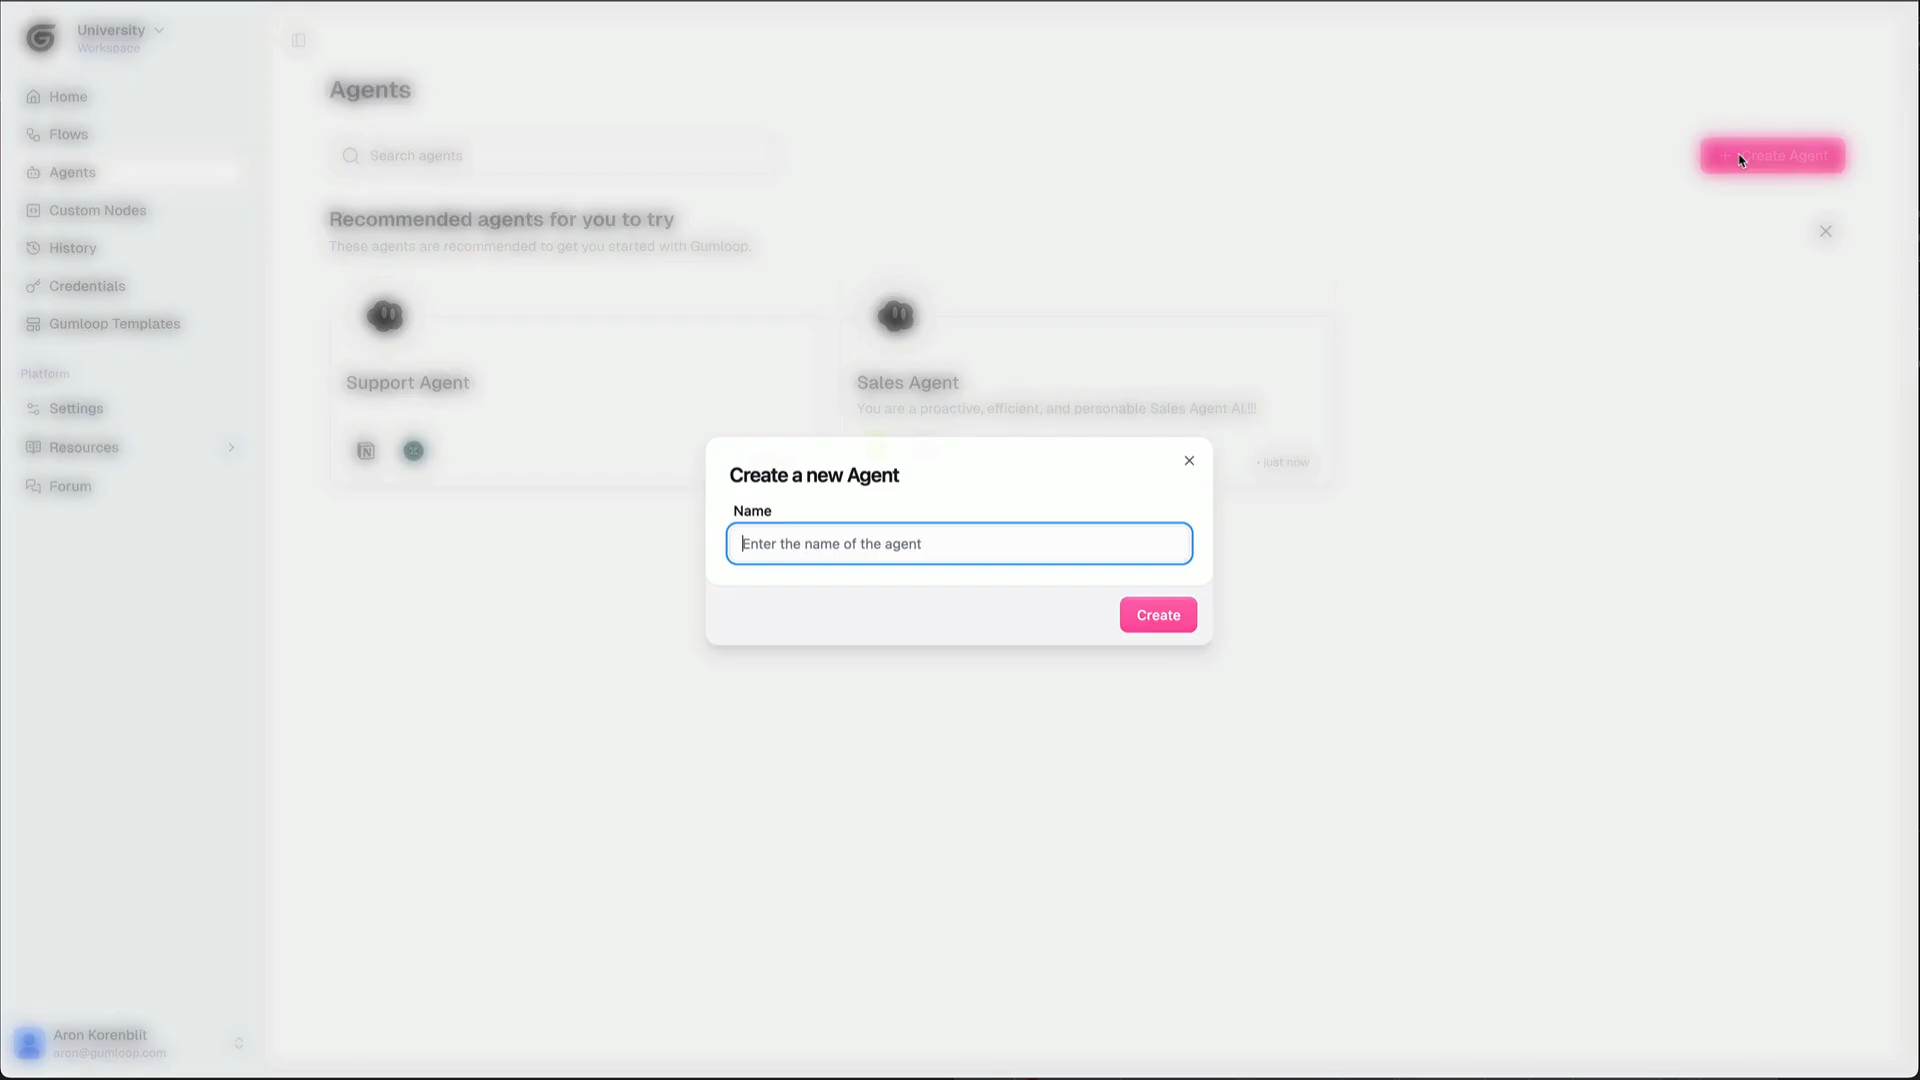 University
Workspace
Home
Flows
Agents
Custom Nodes
History
Credentials
Gumloop Templates
Platform
Settings
Resources
Forum
Aron Korenblit
aron@gumloop.com
Agents
Search agents
Create Agent
Recommended agents for you to try
These agents are recommended to get you started with Gumloop.
Support Agent
Sales Agent
You are a proactive, efficient, and personable Sales Agent AI.!!!
· just now
Create a new Agent
Name
Enter the name of the agent
Create